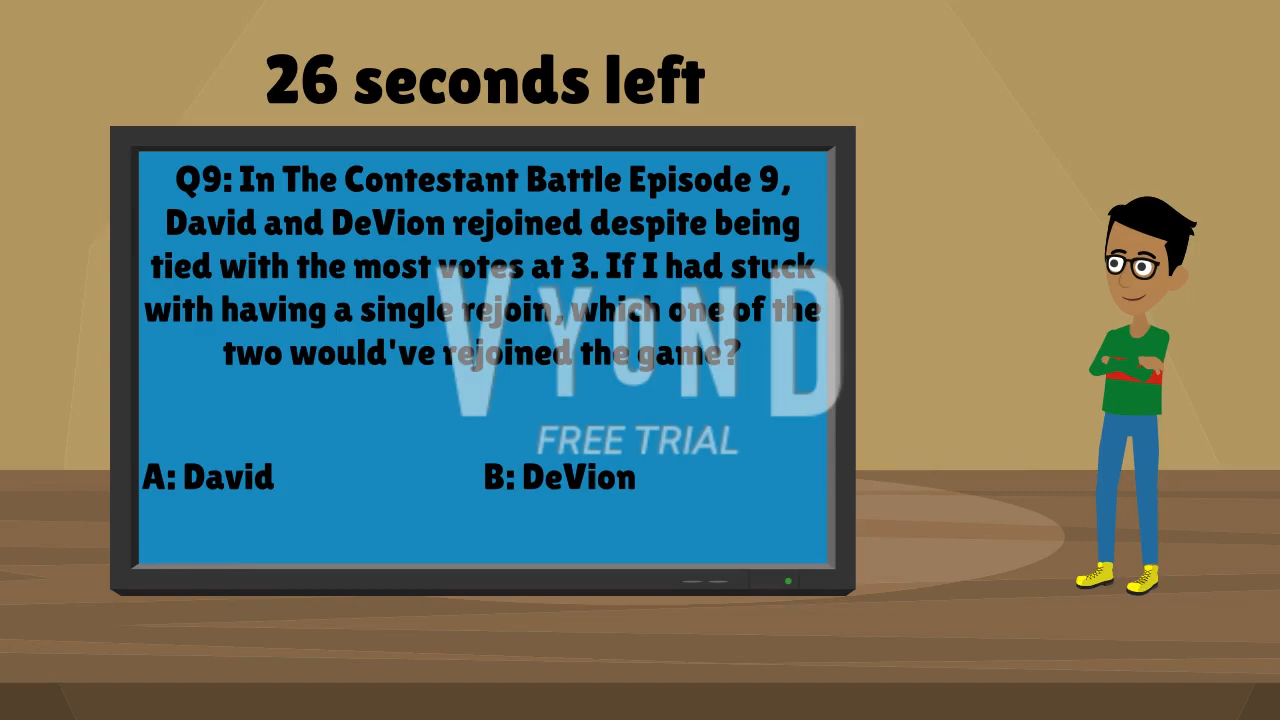 26 seconds left
Q9: In The Contestant Battle Episode 9,
David and DeVion rejoined despite being
tied with the most votes at 3. If I had stuck
with having a single rejoin, which one of the
two would've rejoined the game?
VYOND
FREE TRIAL
A: David B: DeVion